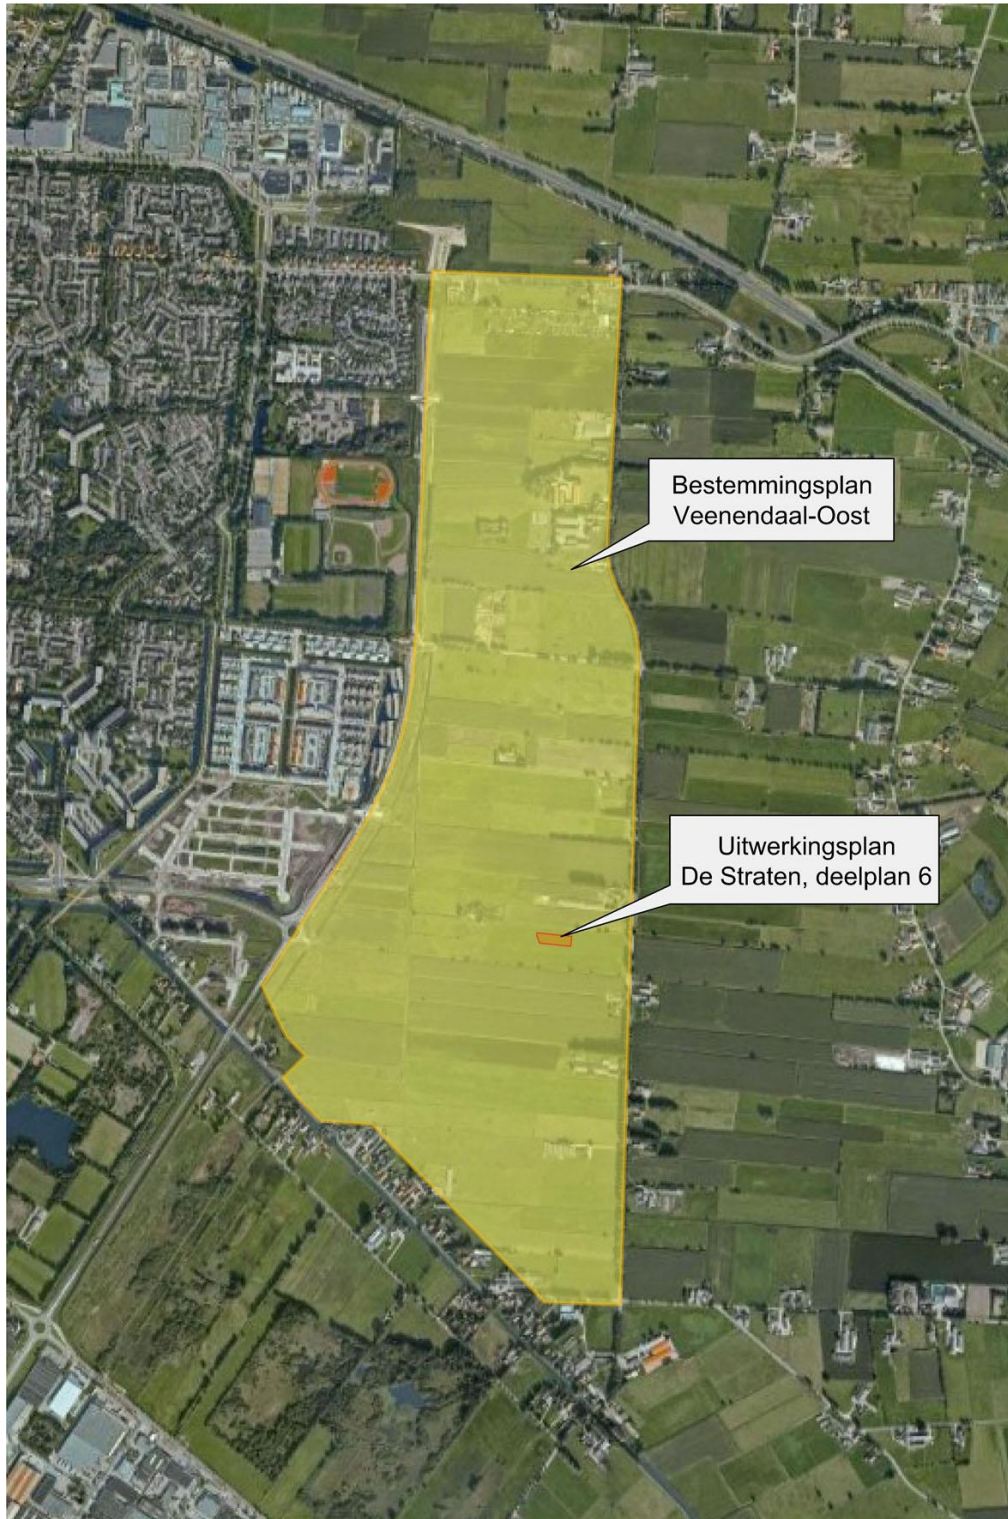 Bestemmingsplan
Veenendaal-Oost
Uitwerkingsplan
De Straten, deelplan 6